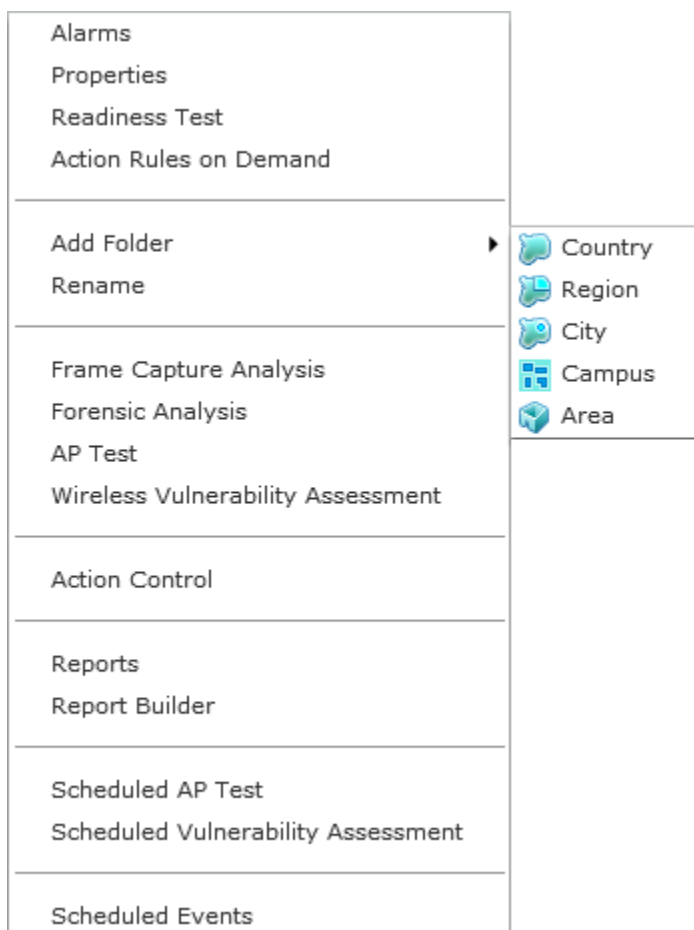 Alarms
Properties
Readiness Test
Action Rules on Demand
Add Folder
Rename
Country
Region
City
Campus
Area
Frame Capture Analysis
Forensic Analysis
AP Test
Wireless Vulnerability Assessment
Action Control
Reports
Report Builder
Scheduled AP Test
Scheduled Vulnerability Assessment
Scheduled Events